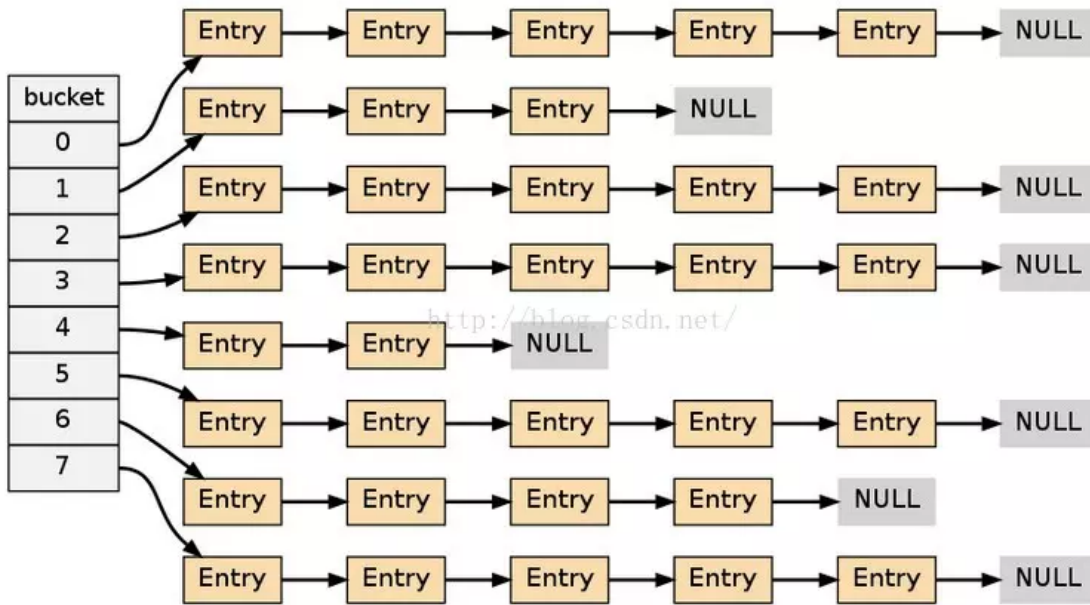 Entry Entry Entry Entry Entry NULL
bucket
Entry Entry Entry NULL
0
1
Entry Entry Entry Entry Entry NULL
2
3
Entry Entry Entry Entry Entry NULL
http://blog.csdn.net/
4
Entry Entry NULL
5
Entry Entry Entry Entry Entry NULL
6
7
Entry Entry Entry Entry NULL
Entry Entry Entry Entry Entry NULL